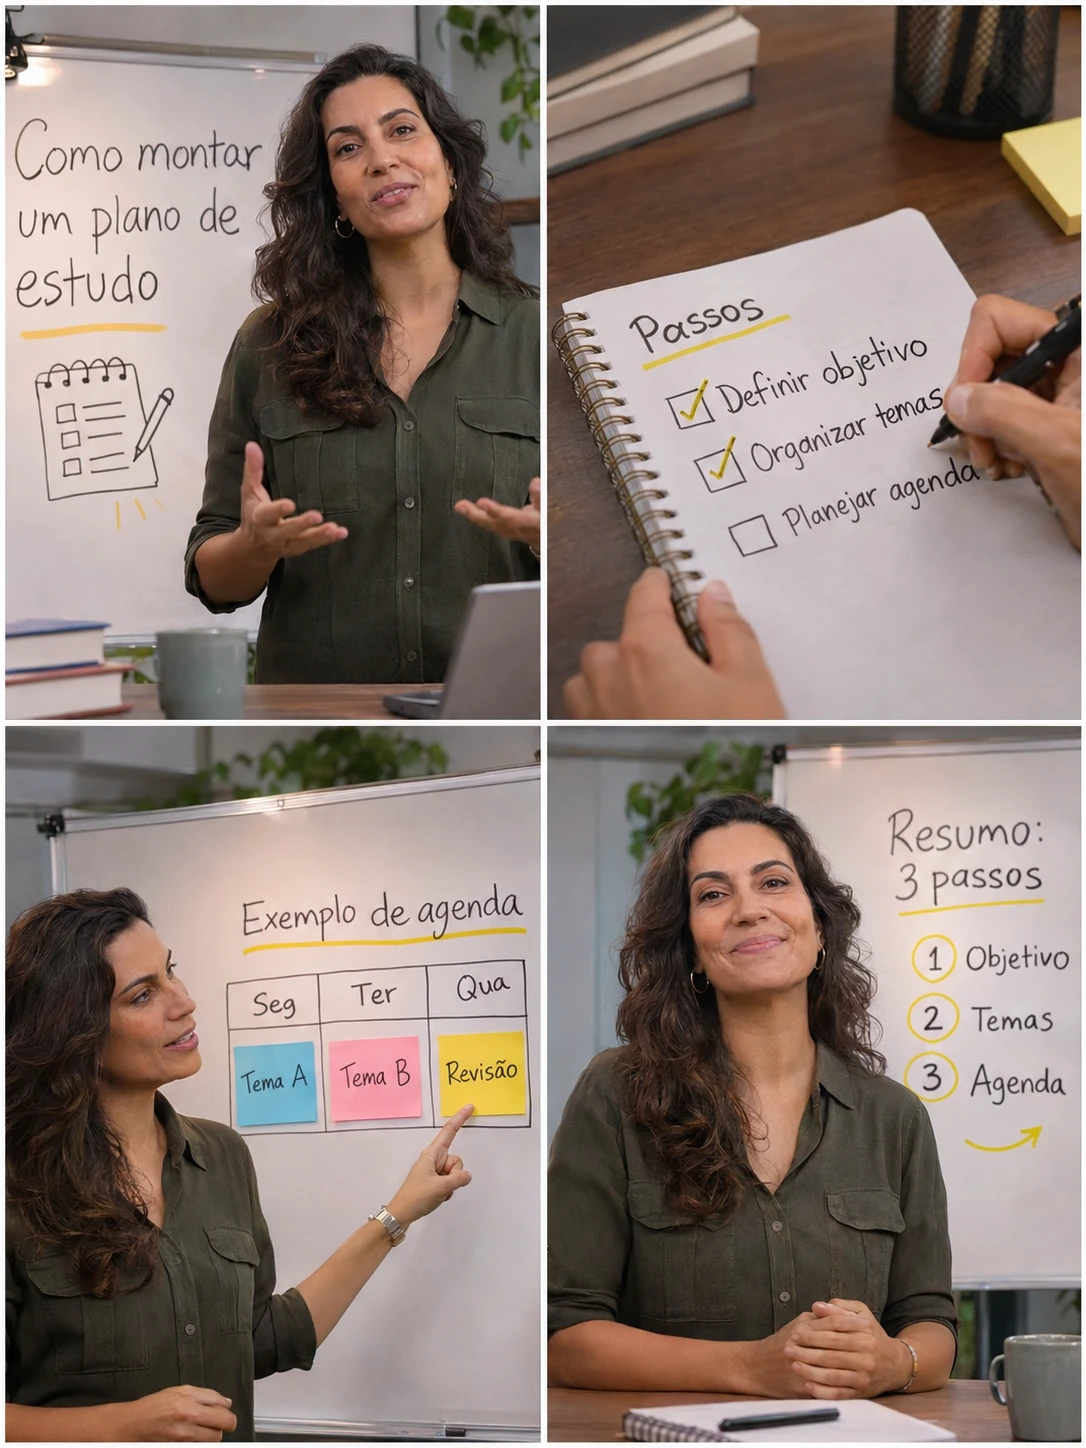 Como montar
um plano de
estudo
Passos
Definir objetivo
Organizar temas
Planejar agenda
Exemplo de agenda
Seg Ter Qua
Tema A Tema B Revisão
Resumo:
3 passos
1 Objetivo
2 Temas
3 Agenda